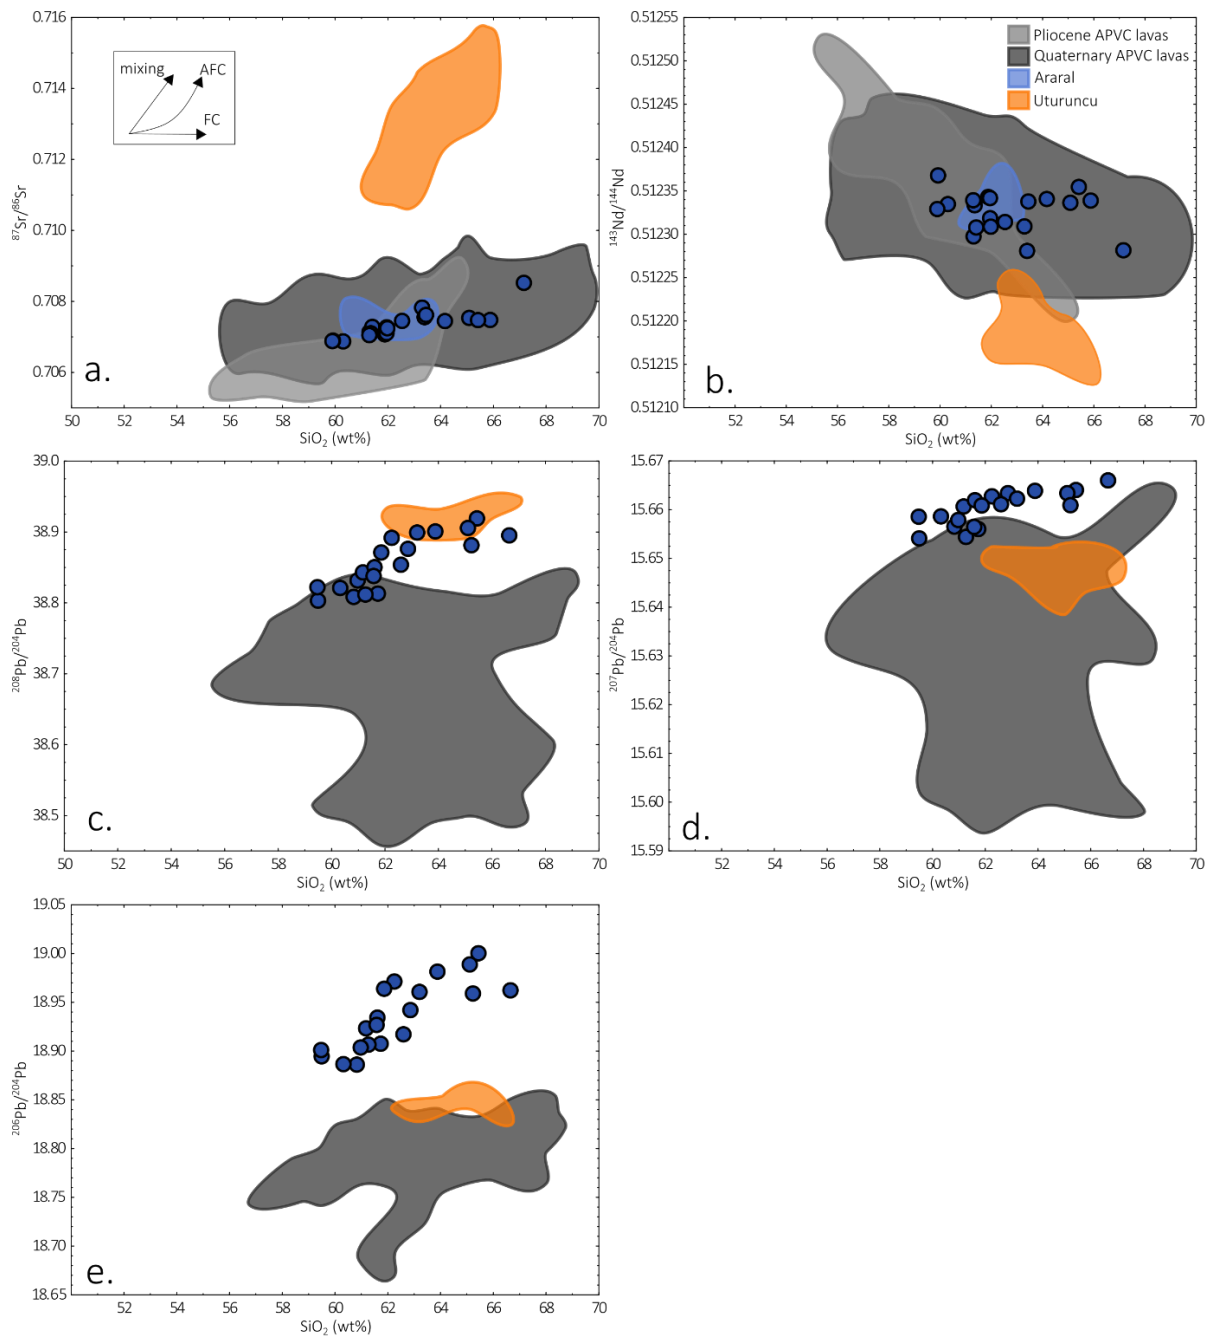 0.716
0.714
0.712
0.710
0.708
0.706
87Sr/86Sr
mixing
AFC
FC
a.
50 52 54 56 58 60 62 64 66 68 70
SiO2 (wt%)
0.51255
0.51250
0.51245
0.51240
0.51235
0.51230
0.51225
0.51220
0.51215
0.51210
143Nd/144Nd
Pliocene APVC lavas
Quaternary APVC lavas
Araral
Uturuncu
b.
52 54 56 58 60 62 64 66 68 70
SiO2 (wt%)
39.0
38.9
38.8
38.7
38.6
38.5
208Pb/204Pb
c.
50 52 54 56 58 60 62 64 66 68 70
SiO2 (wt%)
15.67
15.66
15.65
15.64
15.63
15.62
15.61
15.60
15.59
207Pb/204Pb
d.
52 54 56 58 60 62 64 66 68 70
SiO2 (wt%)
19.05
19.00
18.95
18.90
18.85
18.80
18.75
18.70
18.65
206Pb/204Pb
e.
52 54 56 58 60 62 64 66 68 70
SiO2 (wt%)